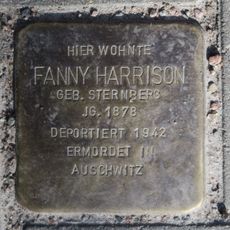 HIER WOHNTE
FANNY HARRISON
GEB. STERNBERG
JG. 1878
DEPORTIERT 1942
ERMORDET IN
AUSCHWITZ